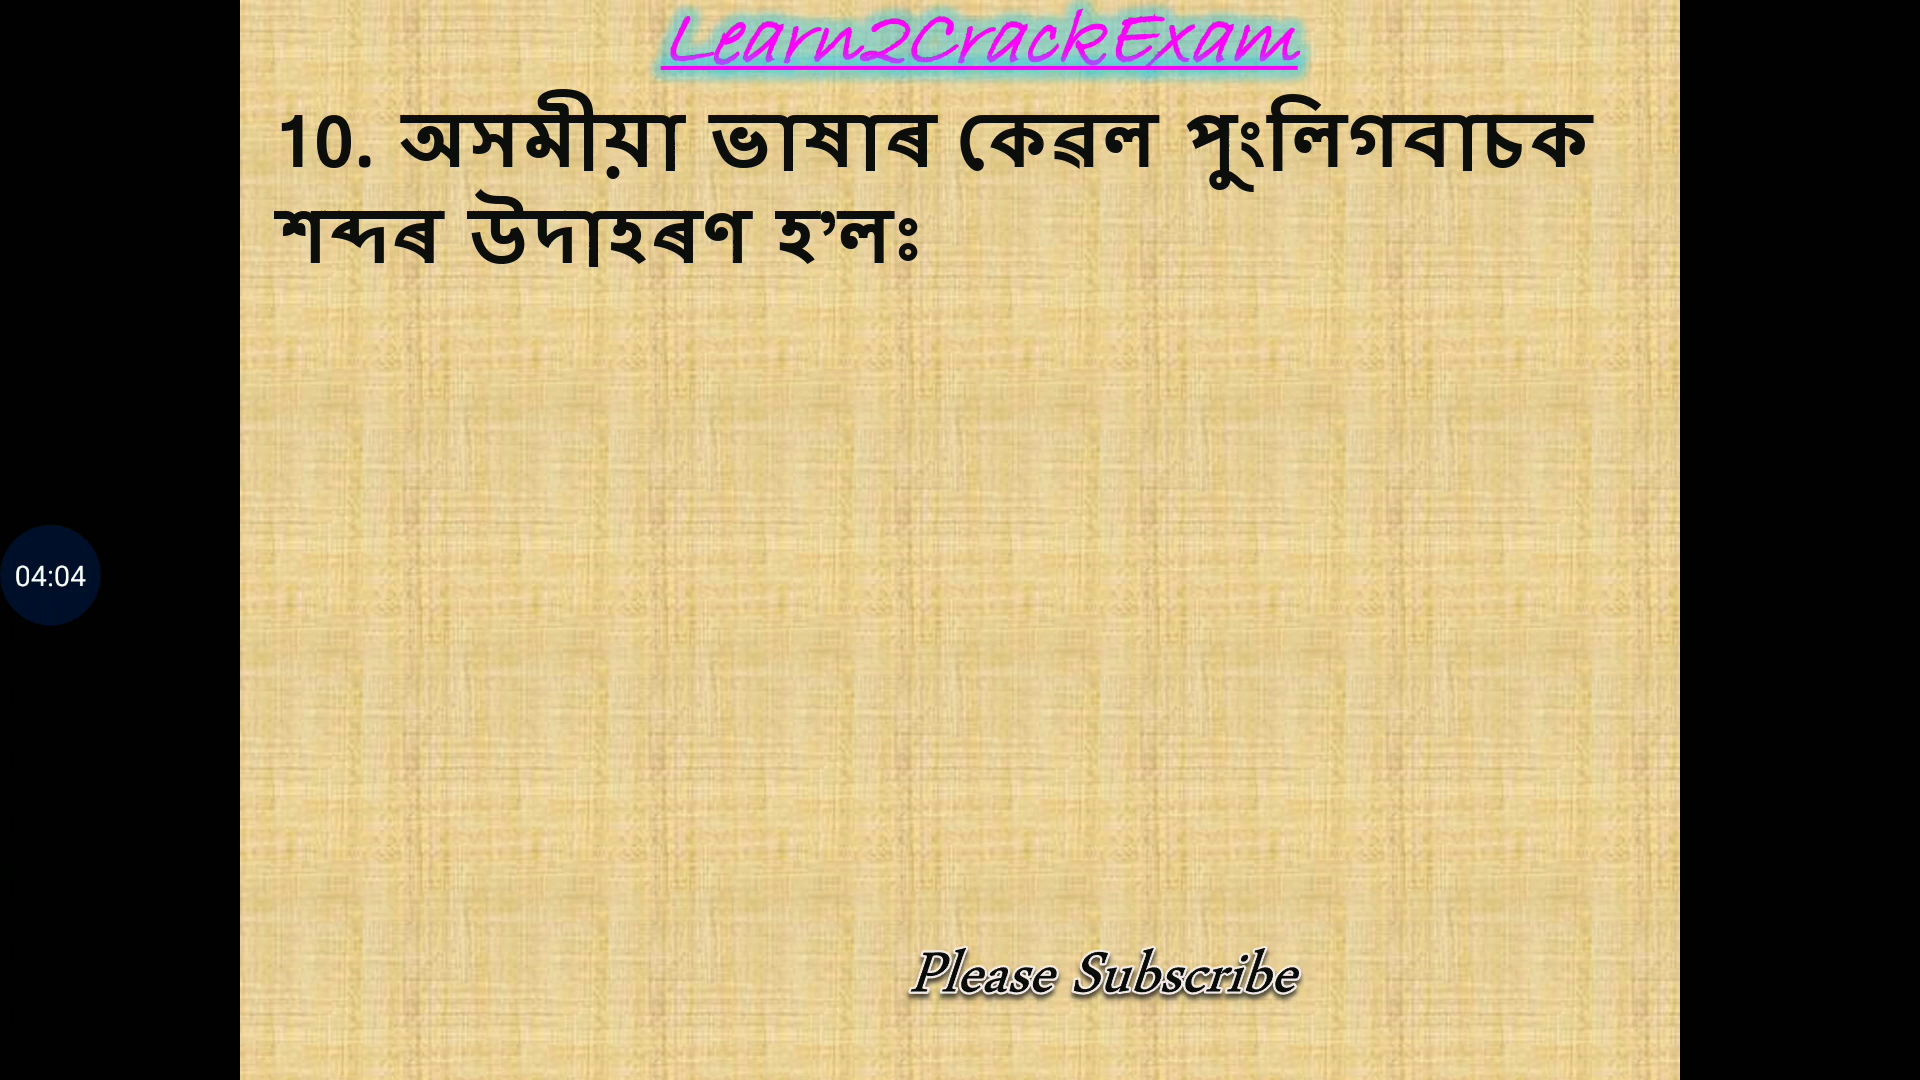 Learn2CrackExam
10. অসমীয়া ভাষাৰ কেৱল পুংলিগবাচক
শব্দৰ উদাহৰণ হ’লঃ
04:04
Please Subscribe